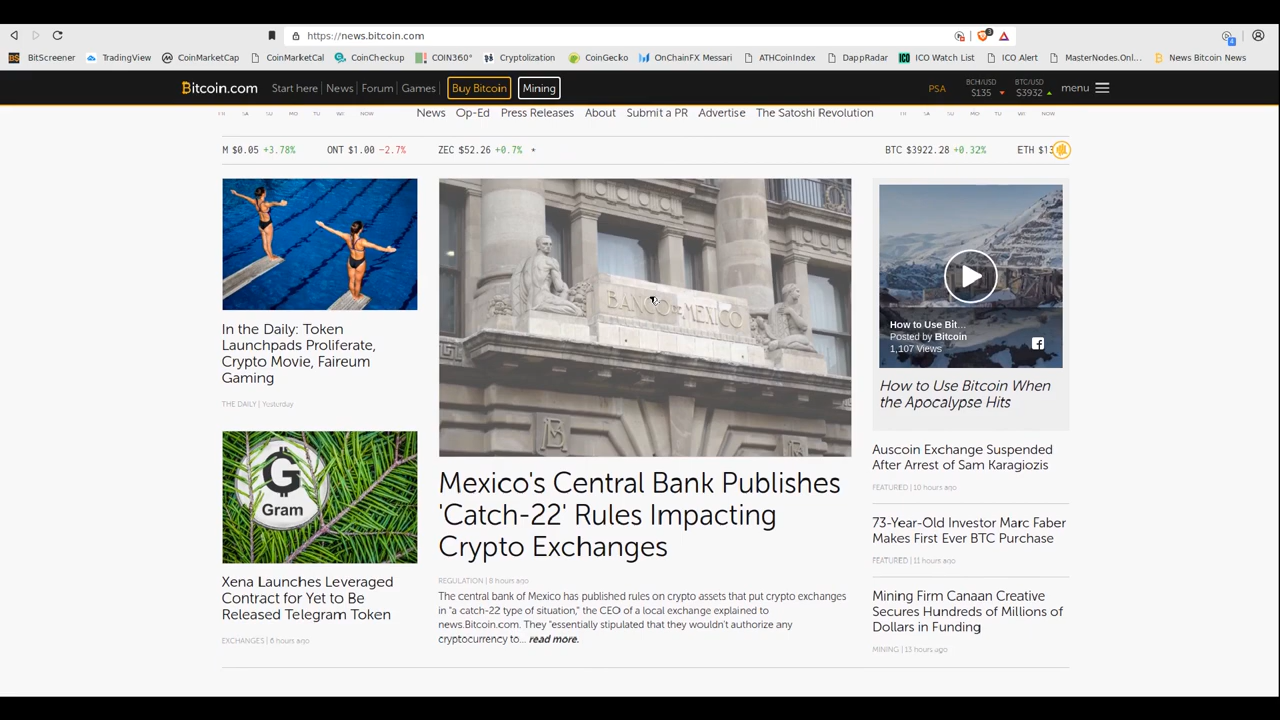 https://news.bitcoin.com
3
4
BitScreener TradingView CoinMarketCap CoinMarketCal CoinCheckup COIN360° Cryptolization CoinGecko OnChainFX Messari ATHCoinIndex DappRadar ICO Watch List ICO Alert MasterNodes.Onl... News Bitcoin News
Bitcoin.com Start here News Forum Games Buy Bitcoin Mining PSA BCH/USD $135 BTC/USD $3932 menu
News Op-Ed Press Releases About Submit a PR Advertise The Satoshi Revolution
M $0.05 +3.78% ONT $1.00 -2.7% ZEC $52.26 +0.7% * BTC $3922.28 +0.32% ETH
In the Daily: Token
Launchpads Proliferate,
Crypto Movie, Faireum
Gaming
THE DAILY | Yesterday
G
Gram
Xena Launches Leveraged
Contract for Yet to Be
Released Telegram Token
EXCHANGES | 6 hours ago
BANCO DE MEXICO
Mexico's Central Bank Publishes
'Catch-22' Rules Impacting
Crypto Exchanges
REGULATION | 8 hours ago
The central bank of Mexico has published rules on crypto assets that put crypto exchanges
in "a catch-22 type of situation," the CEO of a local exchange explained to
news.Bitcoin.com. They "essentially stipulated that they wouldn't authorize any
cryptocurrency to... read more.
How to Use Bit...
Posted by Bitcoin
1,107 Views
How to Use Bitcoin When
the Apocalypse Hits
Auscoin Exchange Suspended
After Arrest of Sam Karagiozis
FEATURED | 10 hours ago
73-Year-Old Investor Marc Faber
Makes First Ever BTC Purchase
FEATURED | 11 hours ago
Mining Firm Canaan Creative
Secures Hundreds of Millions of
Dollars in Funding
MINING | 13 hours ago